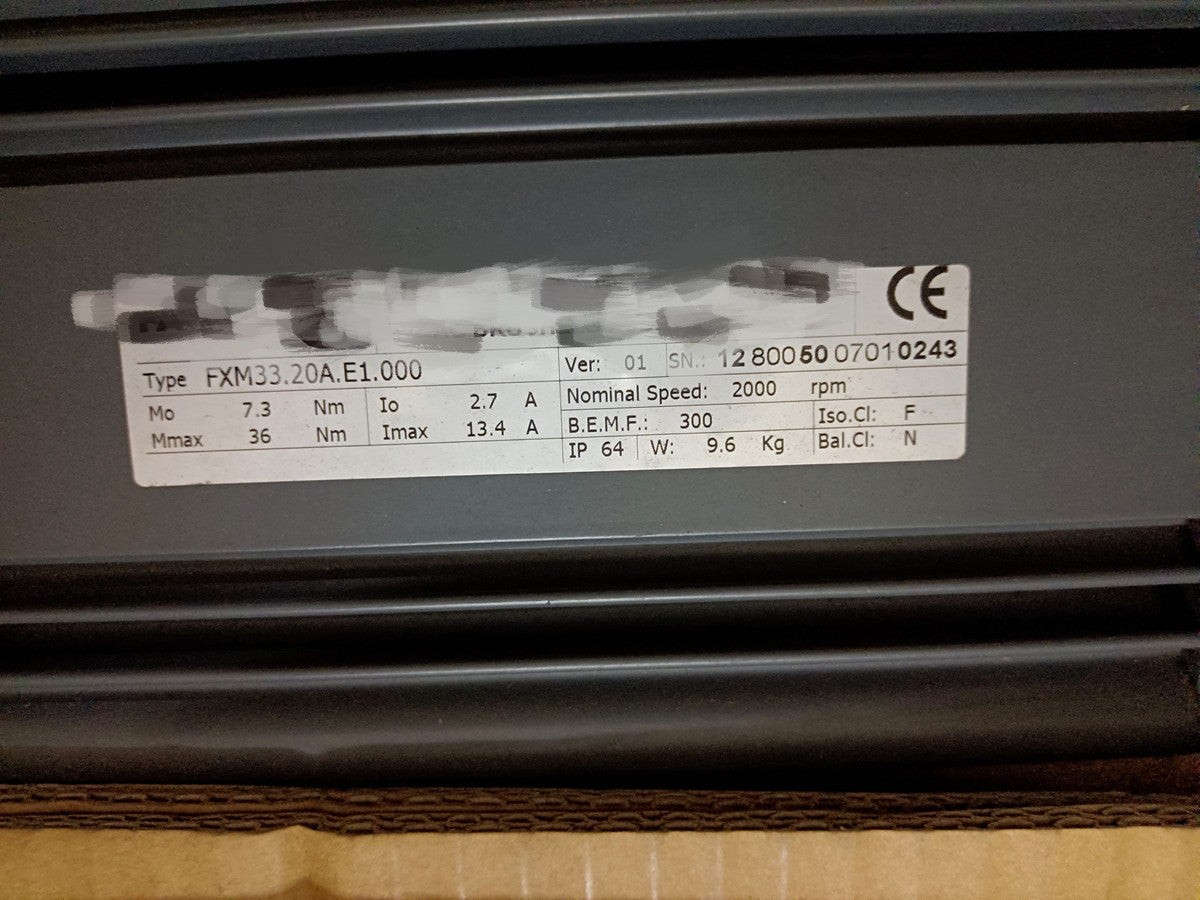 CE
Type FXM33.20A.E1.000
Ver: 01 SN.: 12 800 50 0701 0243
Mo 7.3 Nm Io 2.7 A
Nominal Speed: 2000 rpm
Mmax 36 Nm Imax 13.4 A
B.E.M.F.: 300 Iso.Cl: F
IP 64 W: 9.6 Kg Bal.Cl: N